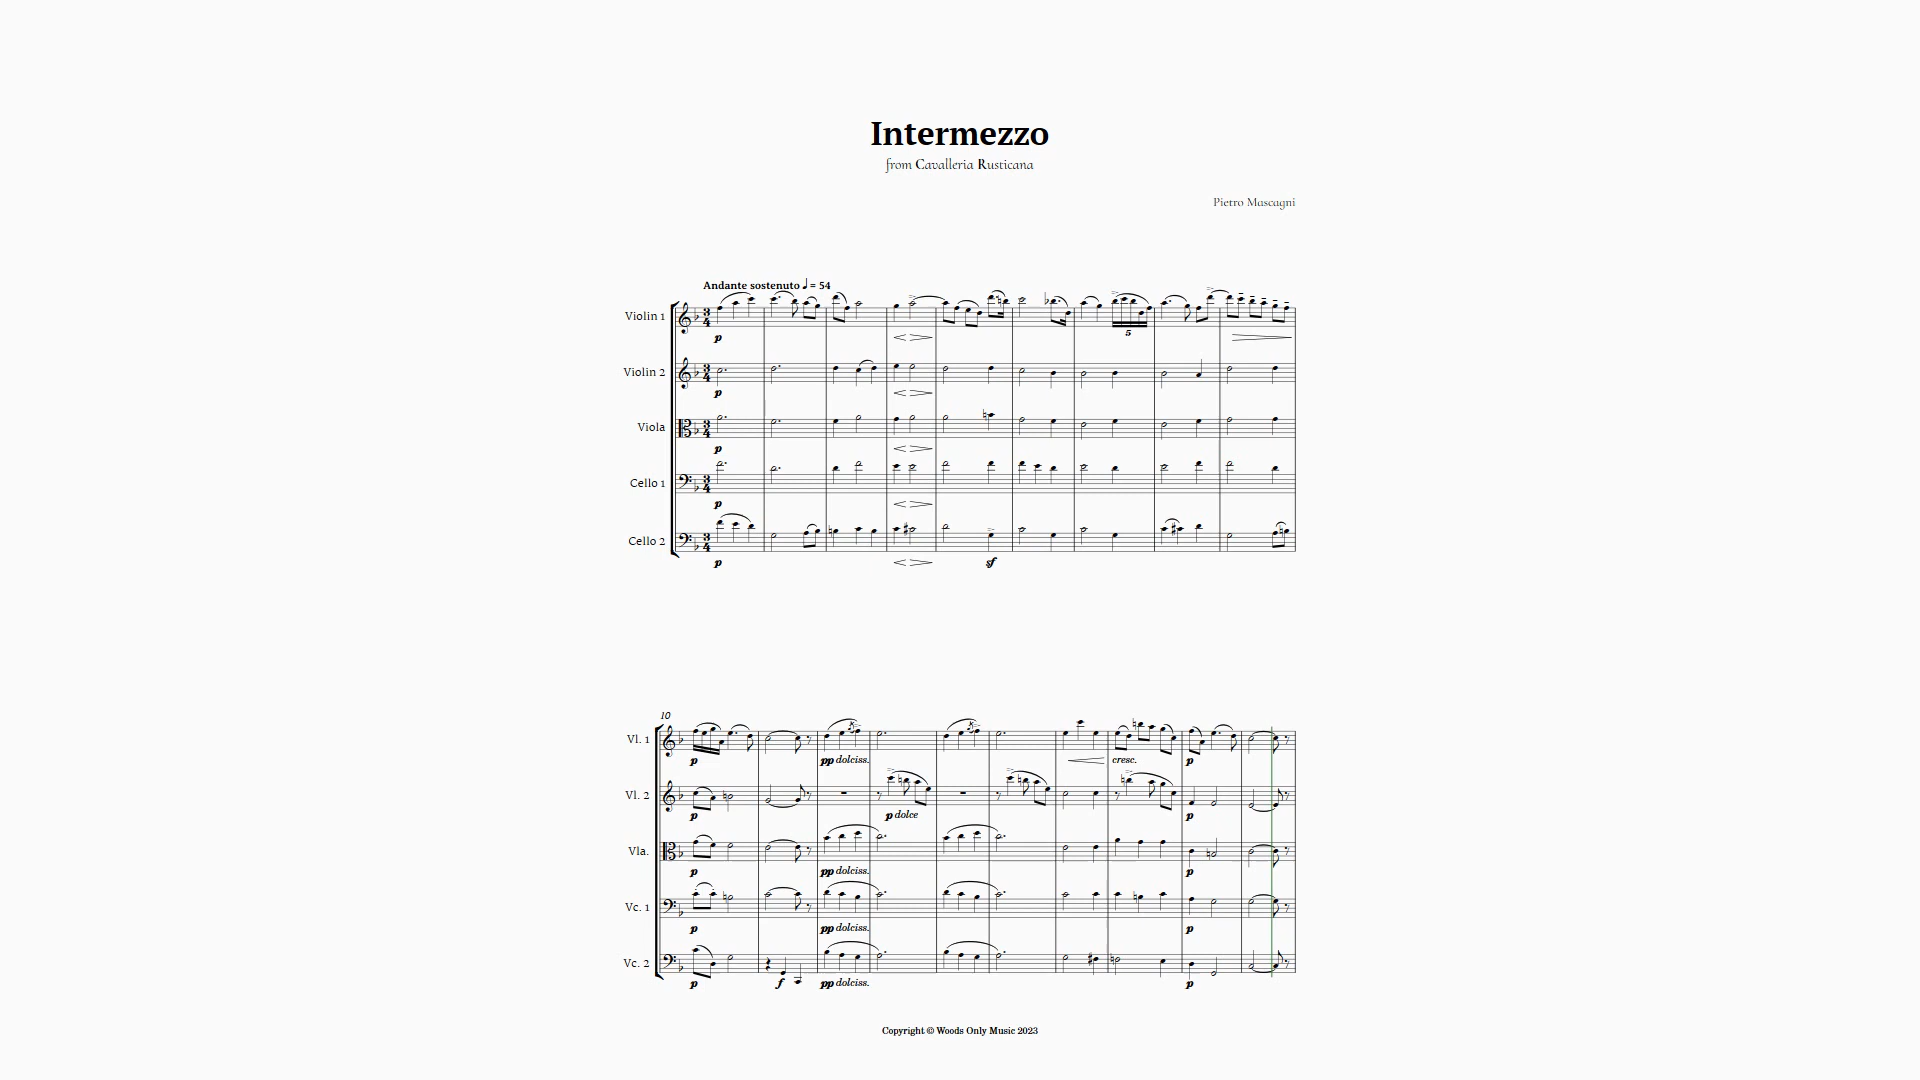 Intermezzo
from Cavalleria Rusticana
Pietro Mascagni
Andante sostenuto ♩ = 54
Violin 1
p
5
Violin 2
p
Viola
p
Cello 1
p
Cello 2
p sf
10
Vl. 1
p pp dolciss. cresc. p
Vl. 2
p p dolce p
Vla.
p pp dolciss. p
Vc. 1
p pp dolciss. p
Vc. 2
p f pp dolciss. p
Copyright © Woods Only Music 2023